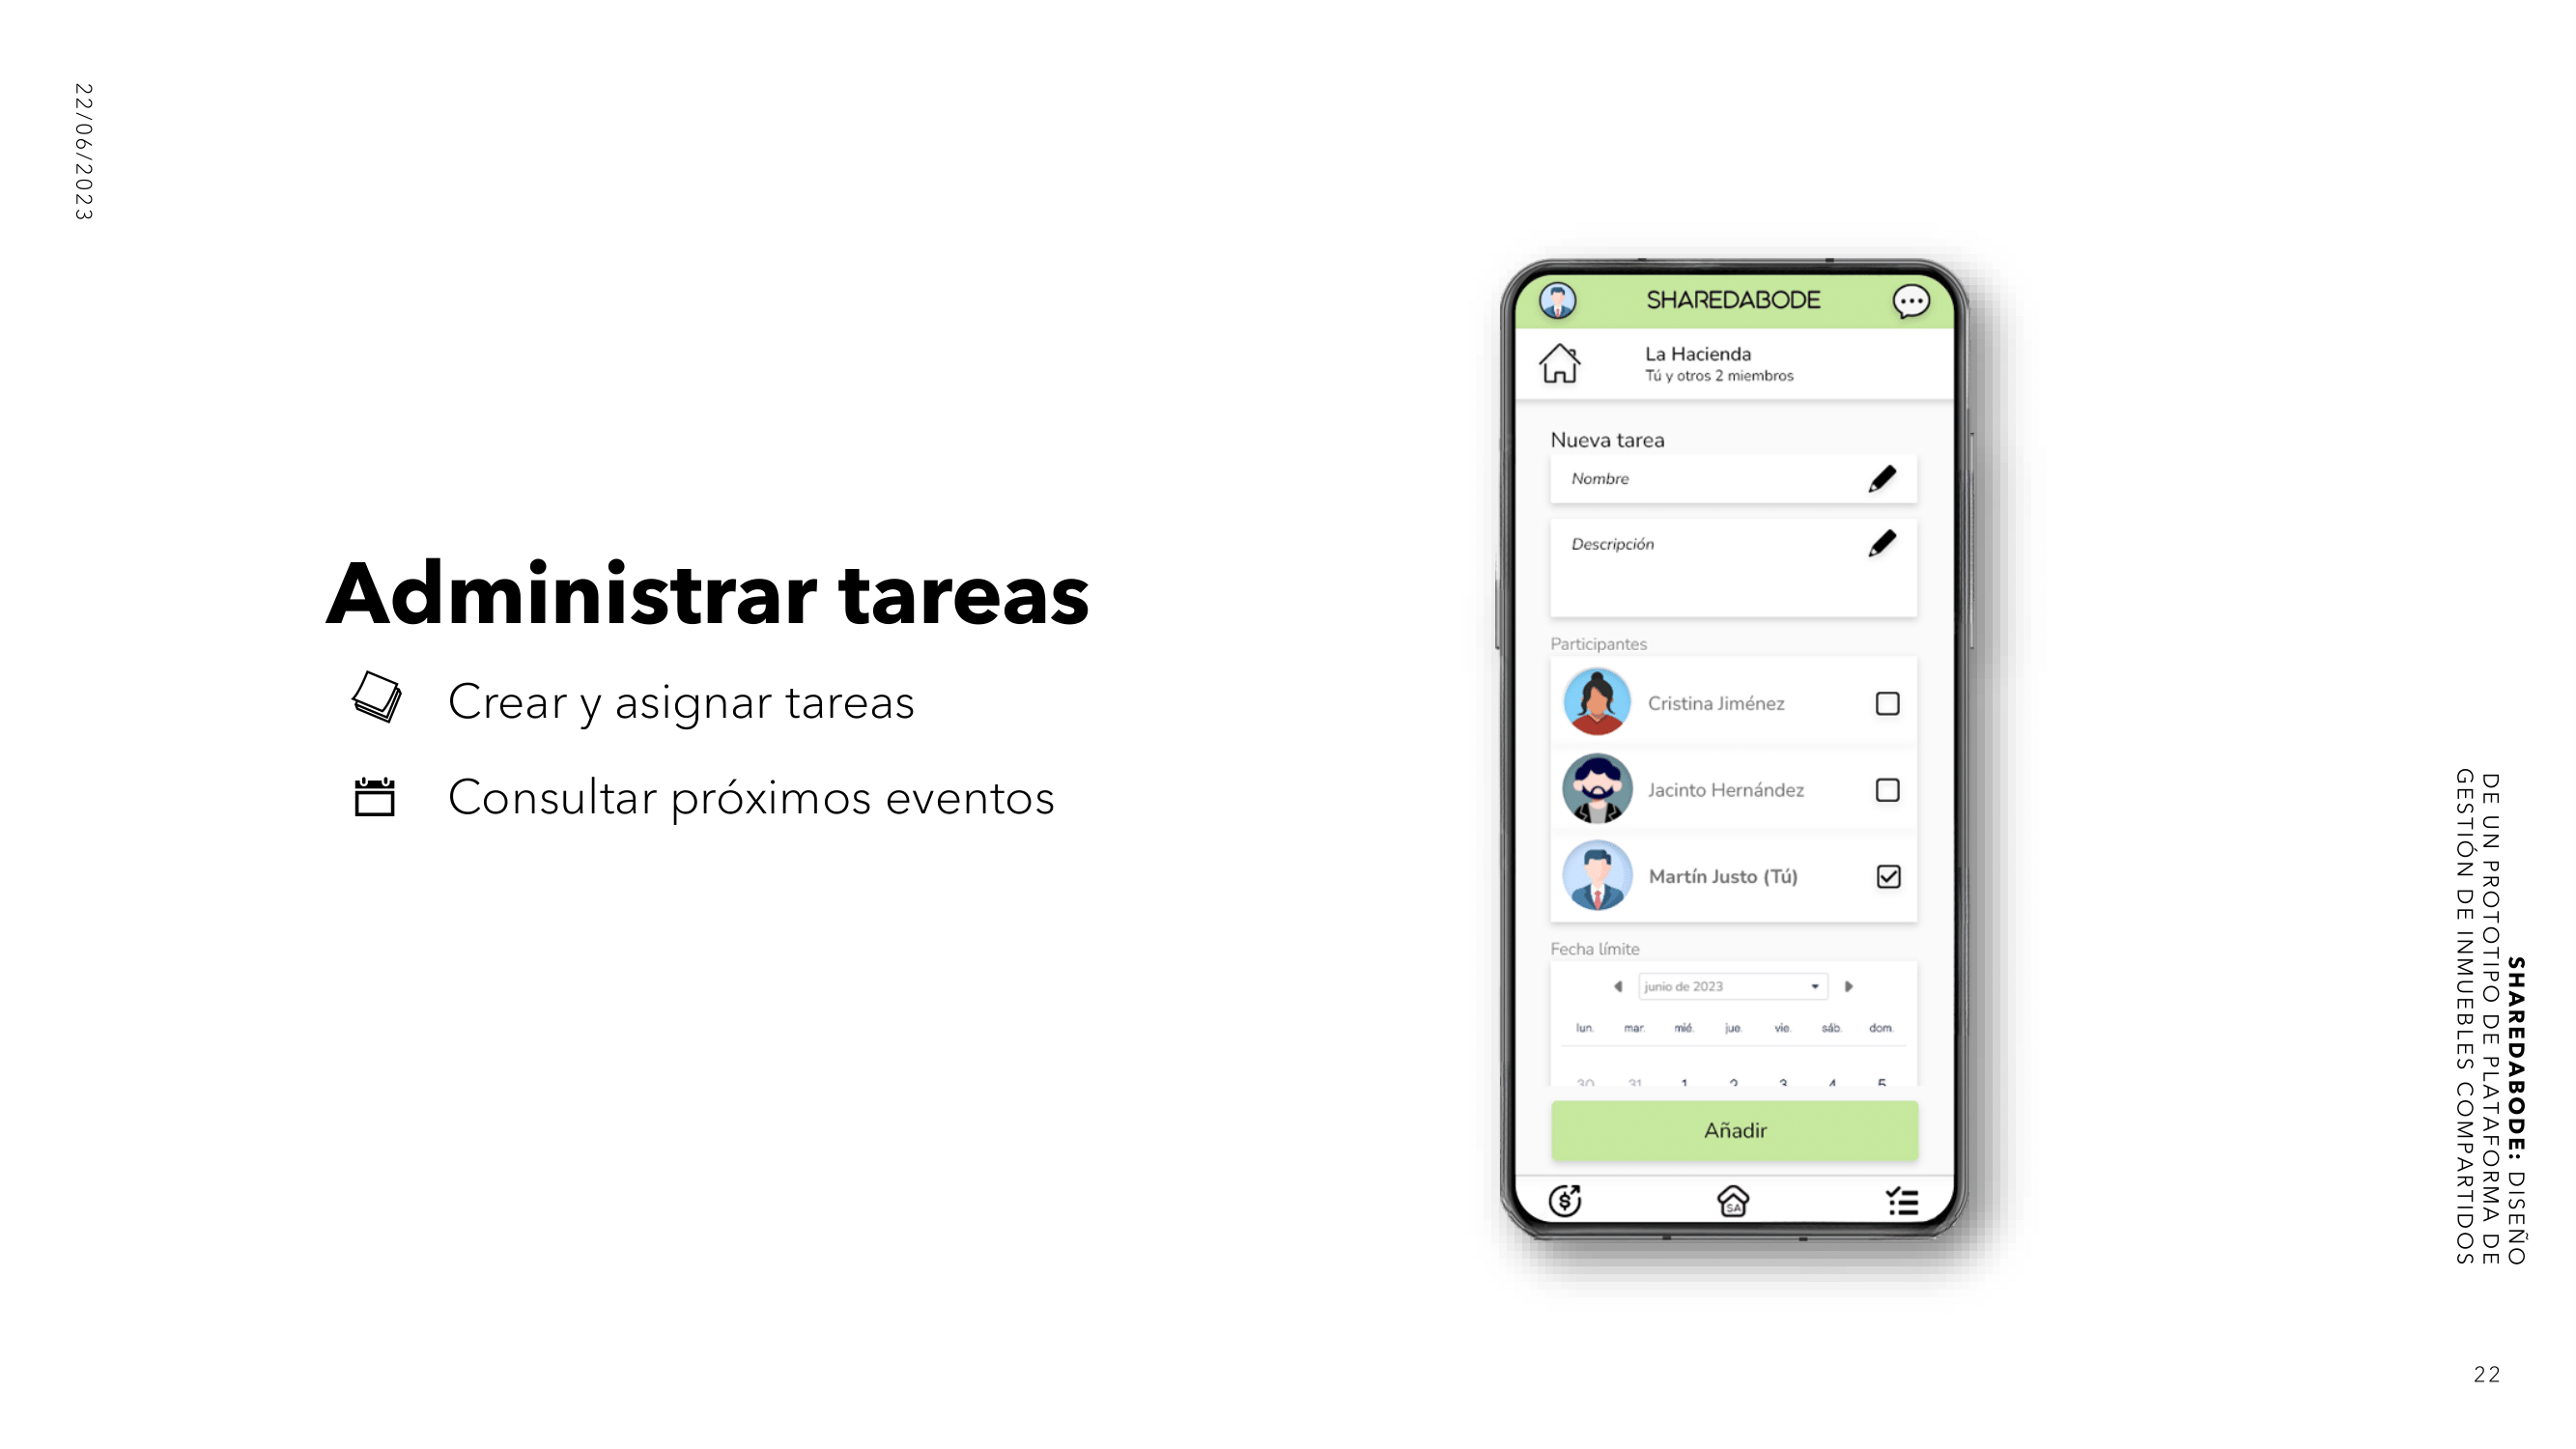 22/06/2023
Administrar tareas
Crear y asignar tareas
Consultar próximos eventos
SHAREDABODE
La Hacienda
Tú y otros 2 miembros
Nueva tarea
Nombre
Descripción
Participantes
Cristina Jiménez
Jacinto Hernández
Martín Justo (Tú)
Fecha límite
junio de 2023
lun. mar. mié. jue. vie. sáb. dom.
30 31 1 2 3 4 5
Añadir
SA
SHAREDABODE: DISEÑO
DE UN PROTOTIPO DE PLATAFORMA DE
GESTIÓN DE INMUEBLES COMPARTIDOS
22